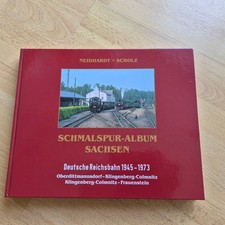 NEIDHARDT - SCHOLZ
SCHMALSPUR-ALBUM
SACHSEN
Deutsche Reichsbahn 1945-1973
Oberdittmannsdorf-Klingenberg-Colmnitz
Klingenberg-Colmnitz-Frauenstein